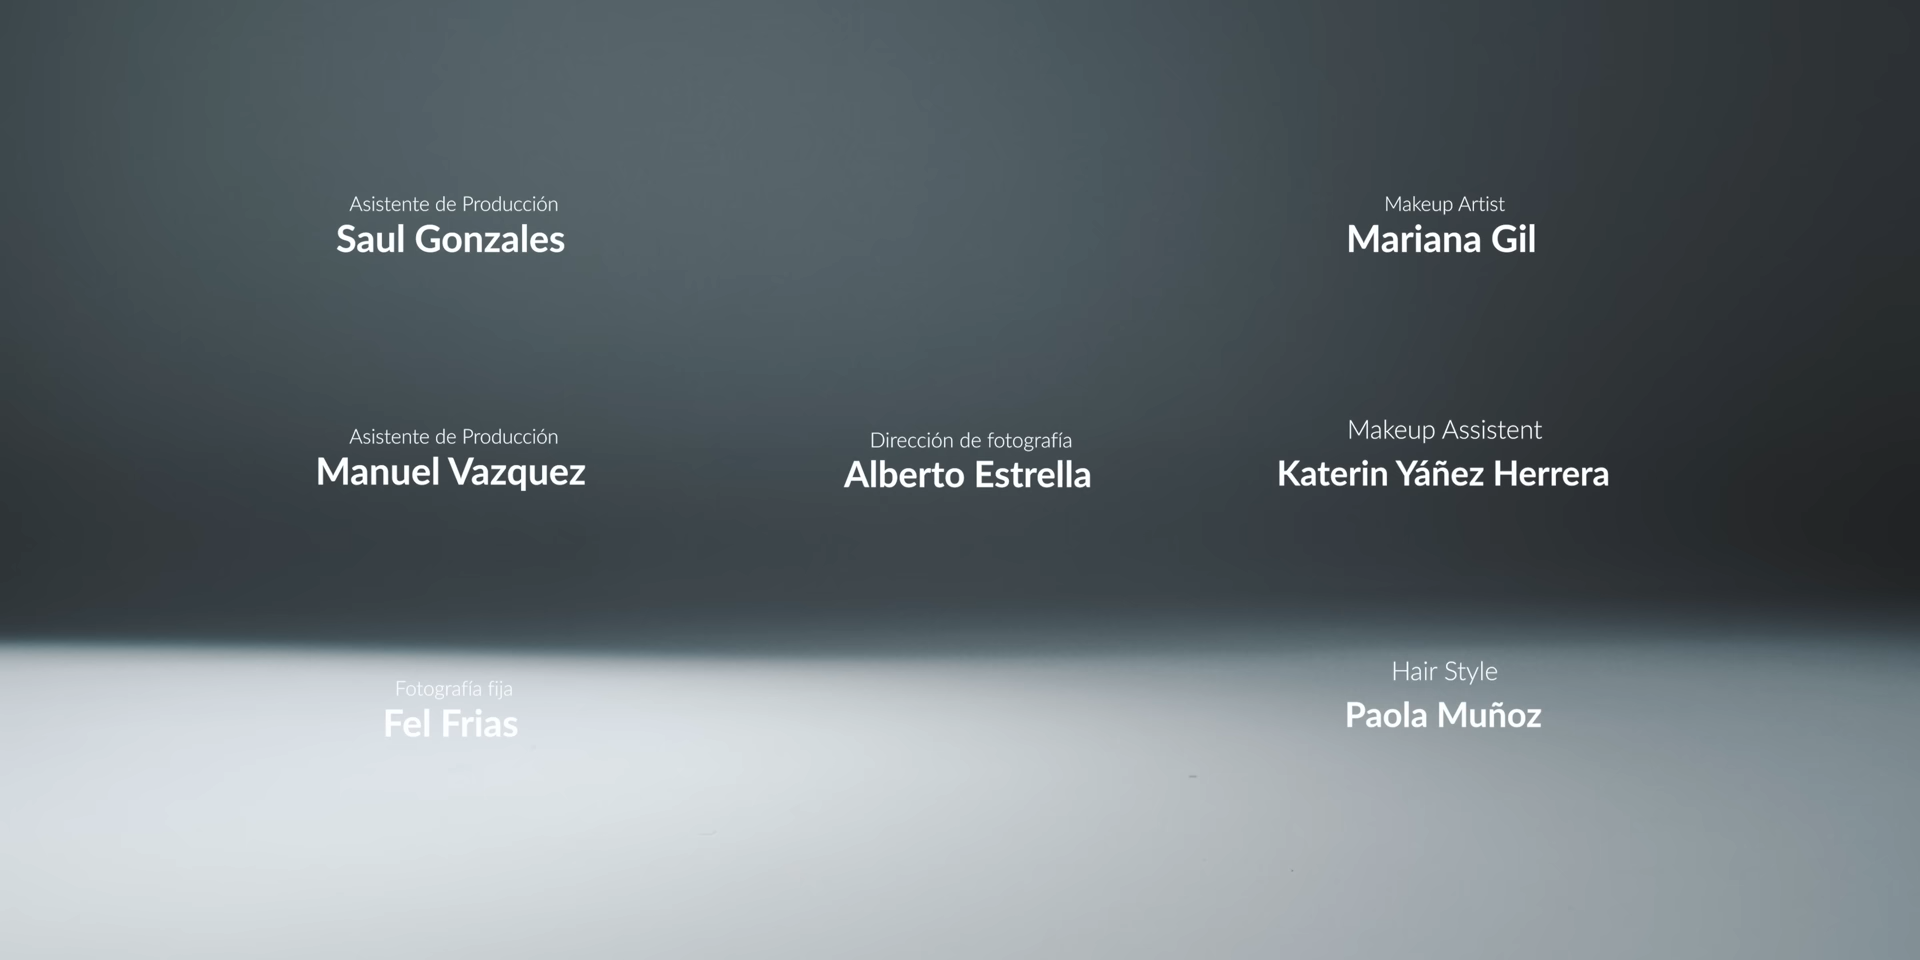 Asistente de Producción
Saul Gonzales
Makeup Artist
Mariana Gil
Asistente de Producción
Manuel Vazquez
Dirección de fotografía
Alberto Estrella
Makeup Assistent
Katerin Yáñez Herrera
Fotografía fija
Fel Frias
Hair Style
Paola Muñoz